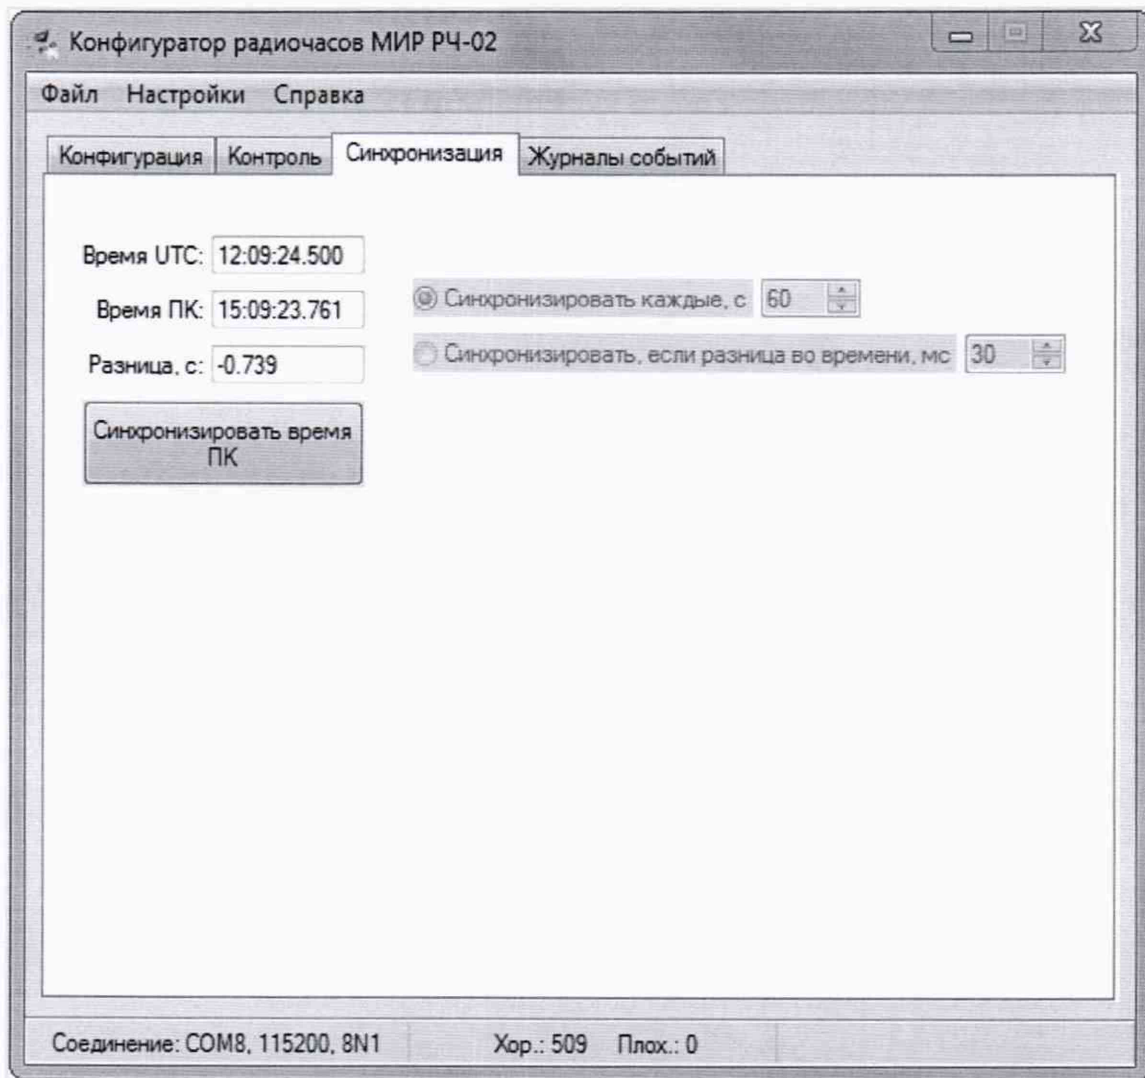 Конфигуратор радиочасов МИР РЧ-02
Файл Настройки Справка
Конфигурация Контроль Синхронизация Журналы событий
Время UTC: 12:09:24.500
Время ПК: 15:09:23.761
Разница, с: -0.739
Синхронизировать каждые, с 60
Синхронизировать, если разница во времени, мс 30
Синхронизировать время
ПК
Соединение: COM8, 115200, 8N1 Хор.: 509 Плох.: 0